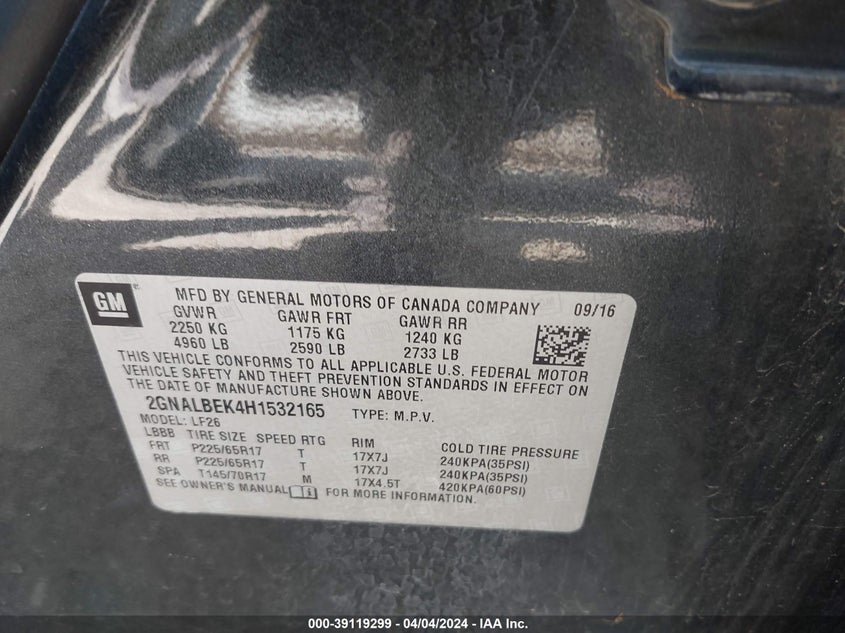 GM
MFD BY GENERAL MOTORS OF CANADA COMPANY 09/16
GVWR GAWR FRT GAWR RR
2250 KG 1175 KG 1240 KG
4960 LB 2590 LB 2733 LB
THIS VEHICLE CONFORMS TO ALL APPLICABLE U.S. FEDERAL MOTOR
VEHICLE SAFETY AND THEFT PREVENTION STANDARDS IN EFFECT ON
THE DATE OF MANUFACTURE SHOWN ABOVE.
2GNALBEK4H1532165 TYPE: M.P.V.
MODEL: LF26
LBBB TIRE SIZE SPEED RTG RIM COLD TIRE PRESSURE
FRT P225/65R17 T 17X7J 240KPA(35PSI)
RR P225/65R17 T 17X7J 240KPA(35PSI)
SPA T145/70R17 M 17X4.5T 420KPA(60PSI)
SEE OWNER'S MANUAL FOR MORE INFORMATION.
000-39119299 - 04/04/2024 - IAA Inc.